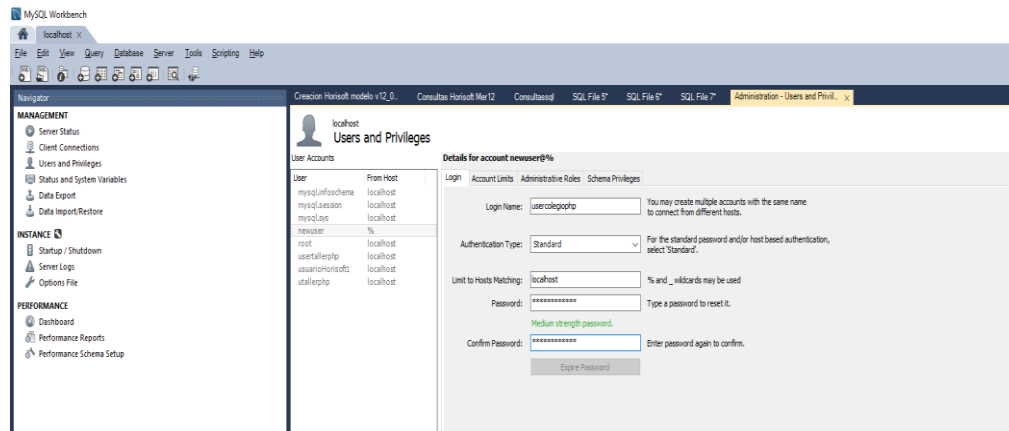 MySQL Workbench
localhost ×
File Edit View Query Database Server Tools Scripting Help
Navigator
MANAGEMENT
Server Status
Client Connections
Users and Privileges
Status and System Variables
Data Export
Data Import/Restore
INSTANCE
Startup / Shutdown
Server Logs
Options File
PERFORMANCE
Dashboard
Performance Reports
Performance Schema Setup
Creacion Horisoft modelo v12_0.. Consultas Horisoft Mer12 Consultassql SQL File 5* SQL File 6* SQL File 7* Administration - Users and Privil.. ×
localhost
Users and Privileges
User Accounts
User From Host
mysql.infoschema localhost
mysql.session localhost
mysql.sys localhost
newuser %
root localhost
usertallerphp localhost
usuarioHorisoft1 localhost
utallerphp localhost
Details for account newuser@%
Login Account Limits Administrative Roles Schema Privileges
Login Name: usercolegiophp You may create multiple accounts with the same name
to connect from different hosts.
Authentication Type: Standard For the standard password and/or host based authentication,
select 'Standard'.
Limit to Hosts Matching: localhost % and _ wildcards may be used
Password: ************ Type a password to reset it.
Medium strength password.
Confirm Password: ************ Enter password again to confirm.
Expire Password